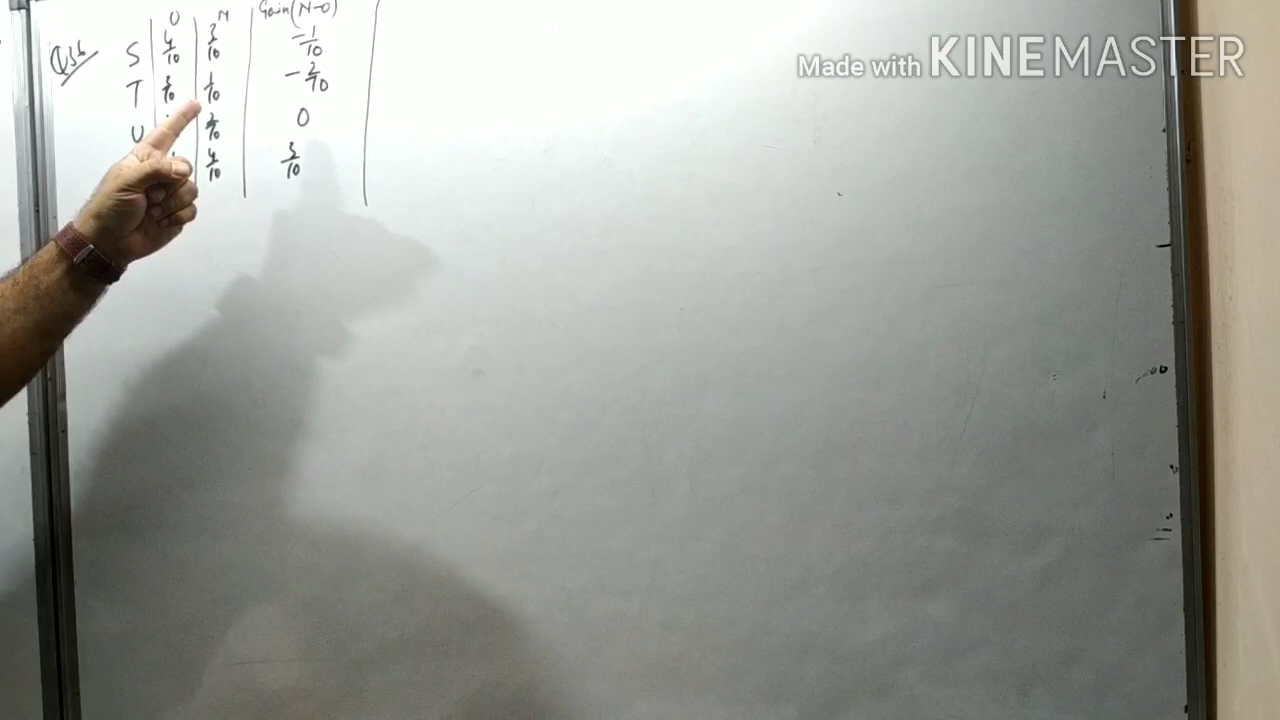 Made with KINEMASTER
Q36
O N Gain (N-O)
S 4/10 3/10 -1/10
T 3/10 1/10 -2/10
U 2/10 0
4/10 3/10